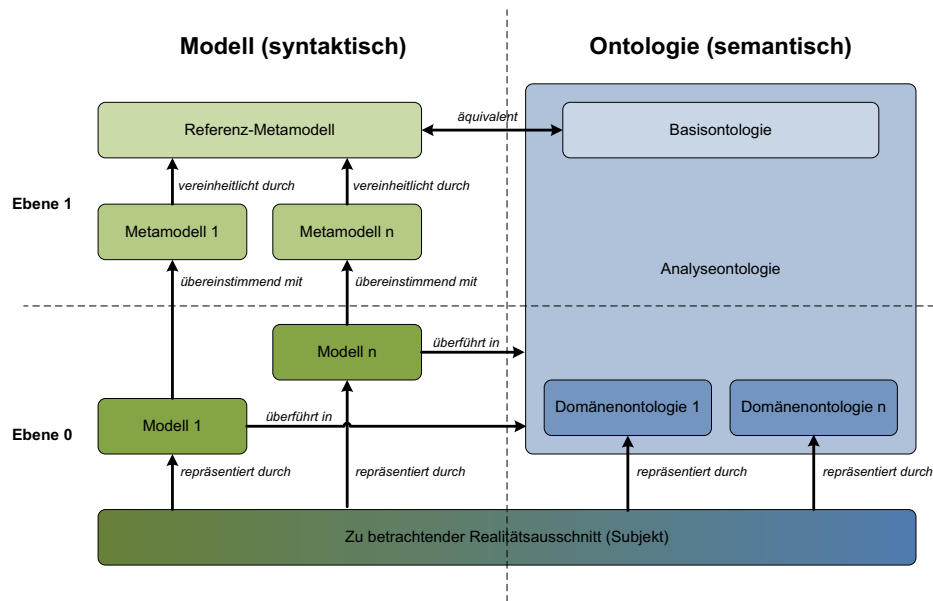 Modell (syntaktisch)
Ontologie (semantisch)
Referenz-Metamodell
äquivalent
Basisontologie
vereinheitlicht durch
vereinheitlicht durch
Ebene 1
Metamodell 1
Metamodell n
Analyseontologie
übereinstimmend mit
übereinstimmend mit
Modell n
überführt in
Domänenontologie 1
Domänenontologie n
Modell 1
überführt in
Ebene 0
repräsentiert durch
repräsentiert durch
repräsentiert durch
repräsentiert durch
Zu betrachtender Realitätsausschnitt (Subjekt)